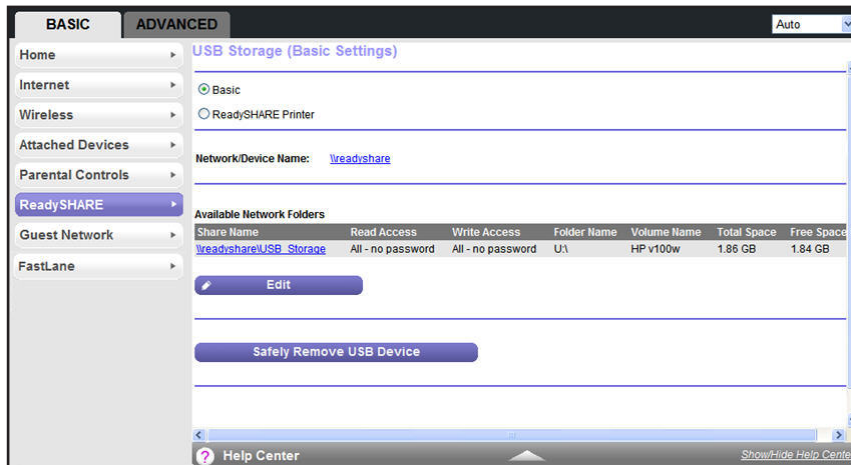 BASIC ADVANCED Auto
Home
Internet
Wireless
Attached Devices
Parental Controls
ReadySHARE
Guest Network
FastLane
USB Storage (Basic Settings)
Basic
ReadySHARE Printer
Network/Device Name: \\readyshare
Available Network Folders
Share Name Read Access Write Access Folder Name Volume Name Total Space Free Space
\\readyshare\USB_Storage All - no password All - no password U:\ HP v100w 1.86 GB 1.84 GB
Edit
Safely Remove USB Device
? Help Center Show/Hide Help Center